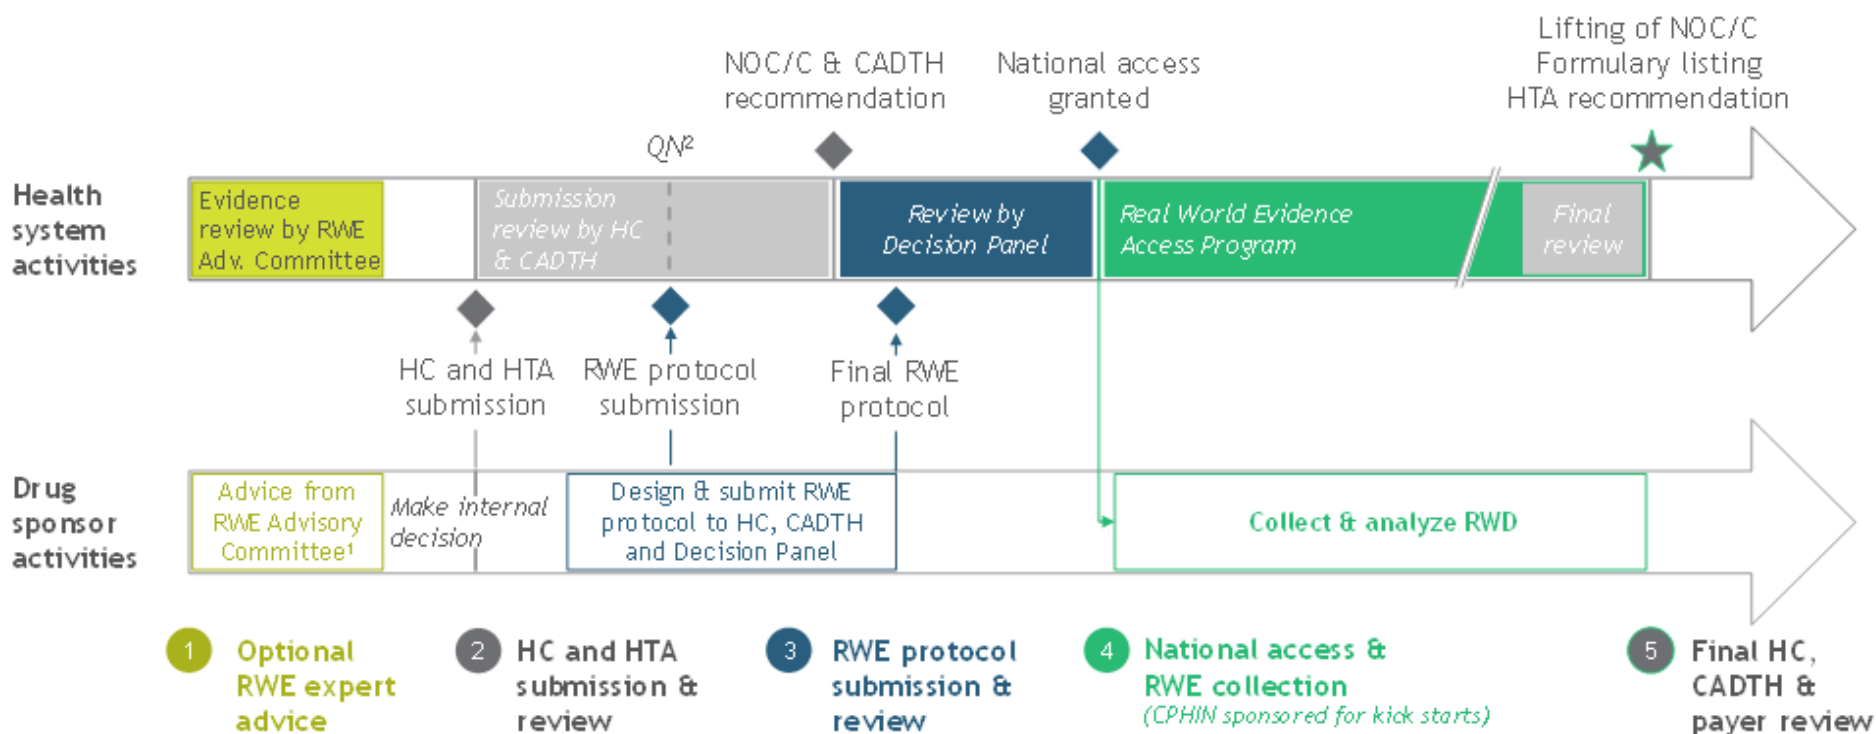 Lifting of NOC/C
Formulary listing
HTA recommendation
NOC/C & CADTH
recommendation
National access
granted
QN²
Health
system
activities
Evidence
review by RWE
Adv. Committee
Submission
review by HC
& CADTH
Review by
Decision Panel
Real World Evidence
Access Program
Final
review
HC and HTA
submission
RWE protocol
submission
Final RWE
protocol
Drug
sponsor
activities
Advice from
RWE Advisory
Committee¹
Make internal
decision
Design & submit RWE
protocol to HC, CADTH
and Decision Panel
Collect & analyze RWD
1
Optional
RWE expert
advice
2
HC and HTA
submission &
review
3
RWE protocol
submission &
review
4
National access &
RWE collection
(CPHIN sponsored for kick starts)
5
Final HC,
CADTH &
payer review